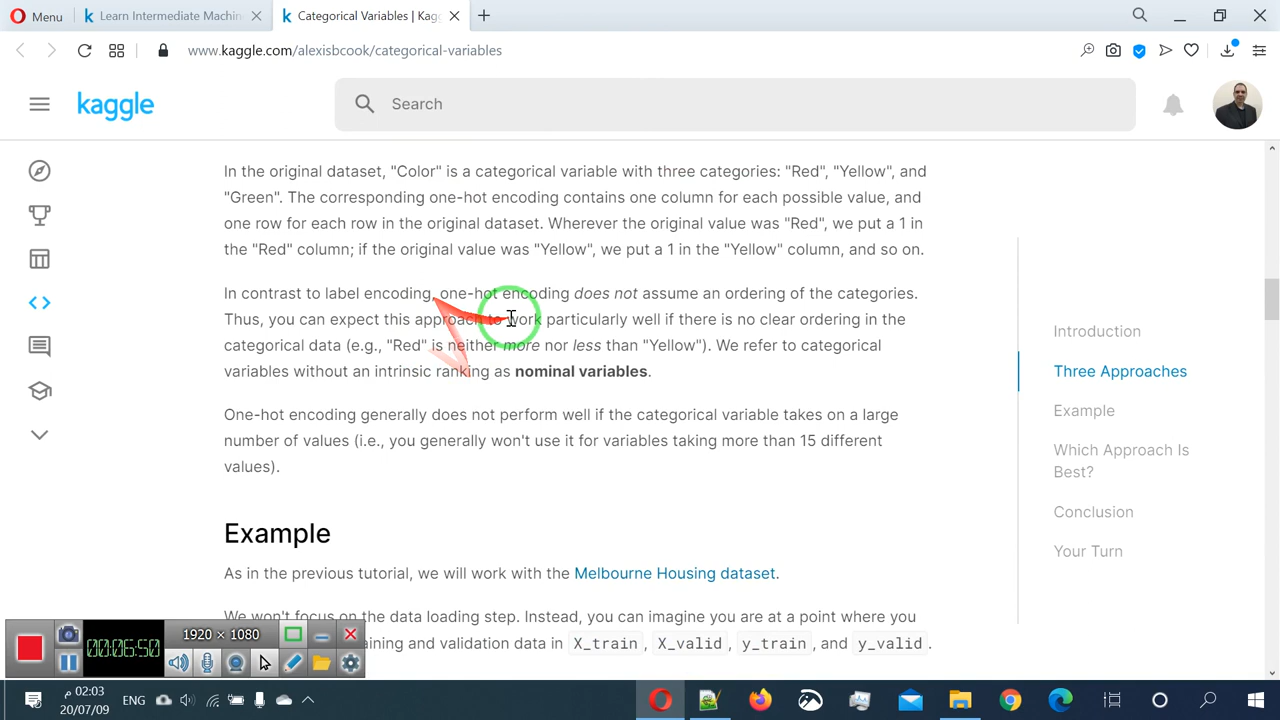 Menu
Learn Intermediate Machin
Categorical Variables | Kagg
www.kaggle.com/alexisbcook/categorical-variables
kaggle
Search
In the original dataset, "Color" is a categorical variable with three categories: "Red", "Yellow", and
"Green". The corresponding one-hot encoding contains one column for each possible value, and
one row for each row in the original dataset. Wherever the original value was "Red", we put a 1 in
the "Red" column; if the original value was "Yellow", we put a 1 in the "Yellow" column, and so on.
In contrast to label encoding, one-hot encoding does not assume an ordering of the categories.
Thus, you can expect this approach to work particularly well if there is no clear ordering in the
categorical data (e.g., "Red" is neither more nor less than "Yellow"). We refer to categorical
variables without an intrinsic ranking as nominal variables.
One-hot encoding generally does not perform well if the categorical variable takes on a large
number of values (i.e., you generally won't use it for variables taking more than 15 different
values).
Example
As in the previous tutorial, we will work with the Melbourne Housing dataset.
We won't focus on the data loading step. Instead, you can imagine you are at a point where you
aining and validation data in X_train, X_valid, y_train, and y_valid.
Introduction
Three Approaches
Example
Which Approach Is
Best?
Conclusion
Your Turn
00:06:50
1920 × 1080
ENG
02:03 م
20/07/09